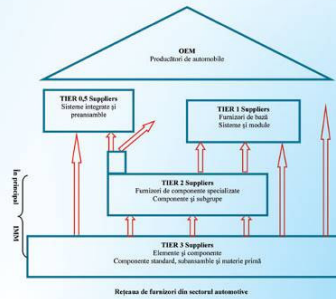 OEM
Producători de automobile
TIER 0,5 Suppliers
Sisteme integrate și
preansamble
TIER 1 Suppliers
Furnizori de bază
Sisteme și module
TIER 2 Suppliers
Furnizori de componente specializate
Componente și subgrupe
În principal
IMM
TIER 3 Suppliers
Elemente și componente
Componente standard, subansamble și materie primă
Rețeaua de furnizori din sectorul automotive